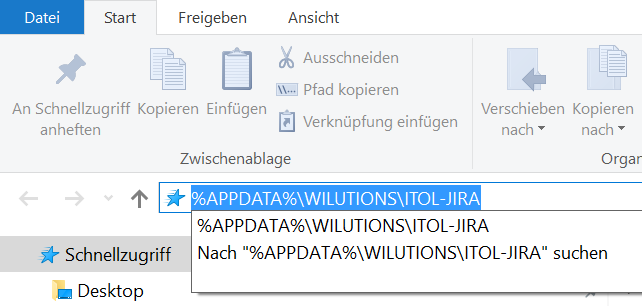 Datei Start Freigeben Ansicht
An Schnellzugriff
anheften
Kopieren
Einfügen
Ausschneiden
Pfad kopieren
Verknüpfung einfügen
Verschieben
nach
Kopieren
nach
Zwischenablage
Organ
%APPDATA%\WILUTIONS\ITOL-JIRA
%APPDATA%\WILUTIONS\ITOL-JIRA
Nach "%APPDATA%\WILUTIONS\ITOL-JIRA" suchen
Schnellzugriff
Desktop